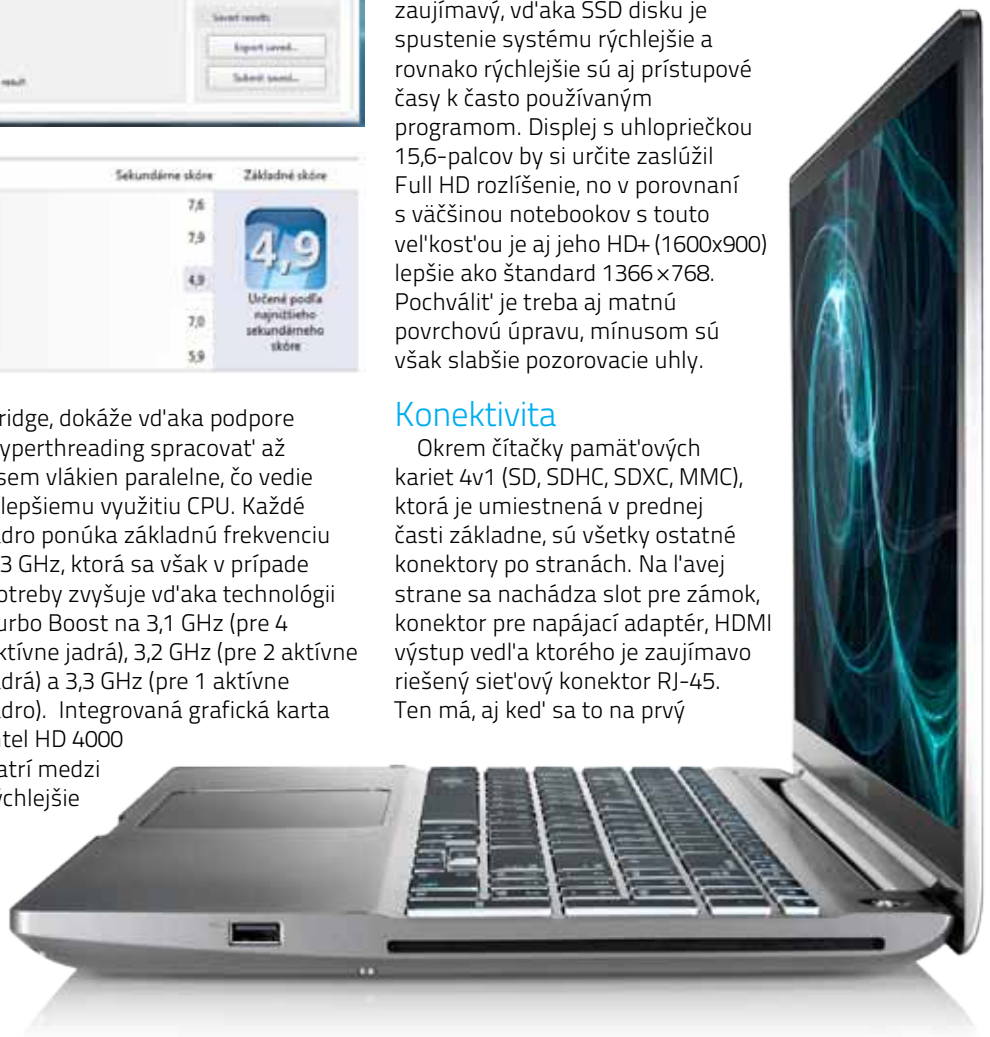 Saved results
Export saved...
Submit saved...
result
Sekundárne skóre
Základné skóre
7,6
7,9
4,9
7,0
5,9
4,9
Určené podľa
najnižšieho
sekundárneho
skóre
ridge, dokáže vďaka podpore
yperthreading spracovať až
sem vlákien paralelne, čo vedie
lepšiemu využitiu CPU. Každé
adro ponúka základnú frekvenciu
,3 GHz, ktorá sa však v prípade
otreby zvyšuje vďaka technológii
urbo Boost na 3,1 GHz (pre 4
ktívne jadrá), 3,2 GHz (pre 2 aktívne
adrá) a 3,3 GHz (pre 1 aktívne
adro). Integrovaná grafická karta
ntel HD 4000
atrí medzi
ýchlejšie
zaujímavý, vďaka SSD disku je
spustenie systému rýchlejšie a
rovnako rýchlejšie sú aj prístupové
časy k často používaným
programom. Displej s uhlopriečkou
15,6-palcov by si určite zaslúžil
Full HD rozlíšenie, no v porovnaní
s väčšinou notebookov s touto
veľkosťou je aj jeho HD+ (1600x900)
lepšie ako štandard 1366×768.
Pochváliť je treba aj matnú
povrchovú úpravu, mínusom sú
však slabšie pozorovacie uhly.
Konektivita
Okrem čítačky pamäťových
kariet 4v1 (SD, SDHC, SDXC, MMC),
ktorá je umiestnená v prednej
časti základne, sú všetky ostatné
konektory po stranách. Na ľavej
strane sa nachádza slot pre zámok,
konektor pre napájací adaptér, HDMI
výstup vedľa ktorého je zaujímavo
riešený sieťový konektor RJ-45.
Ten má, aj keď sa to na prvý